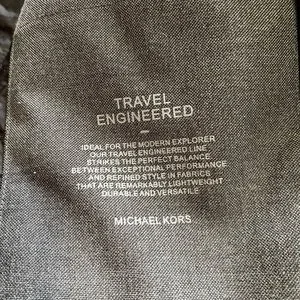 TRAVEL
ENGINEERED
IDEAL FOR THE MODERN EXPLORER
OUR TRAVEL ENGINEERED LINE
STRIKES THE PERFECT BALANCE
BETWEEN EXCEPTIONAL PERFORMANCE
AND REFINED STYLE IN FABRICS
THAT ARE REMARKABLY LIGHTWEIGHT
DURABLE AND VERSATILE
MICHAEL KORS